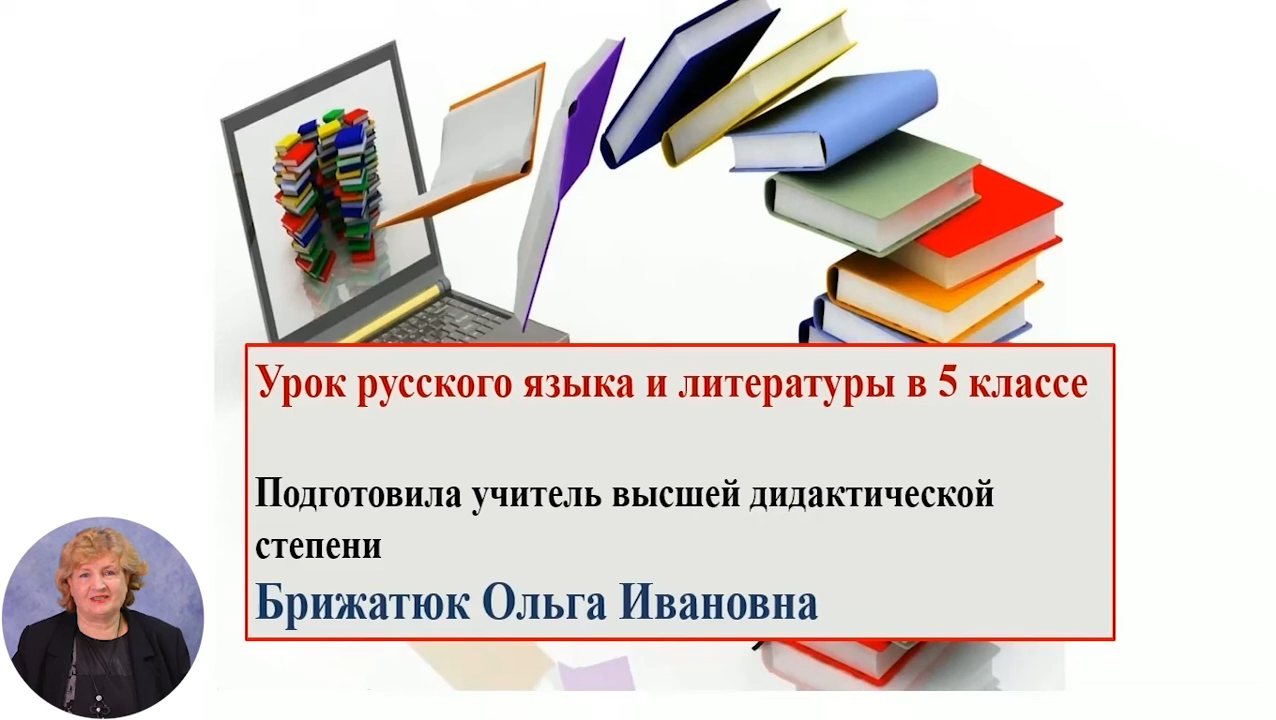 Урок русского языка и литературы в 5 классе
Подготовила учитель высшей дидактической
степени
Брижатюк Ольга Ивановна